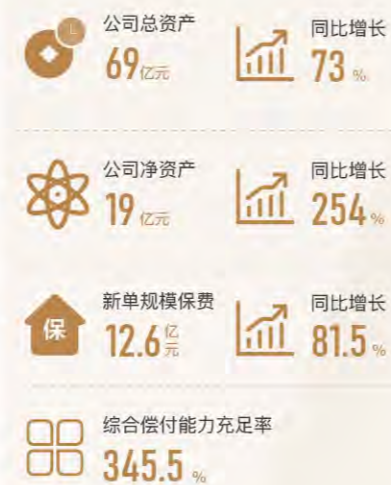 公司总资产 同比增长
69亿元 73%
公司净资产 同比增长
19亿元 254%
新单规模保费 同比增长
保 12.6亿元 81.5%
综合偿付能力充足率
345.5%